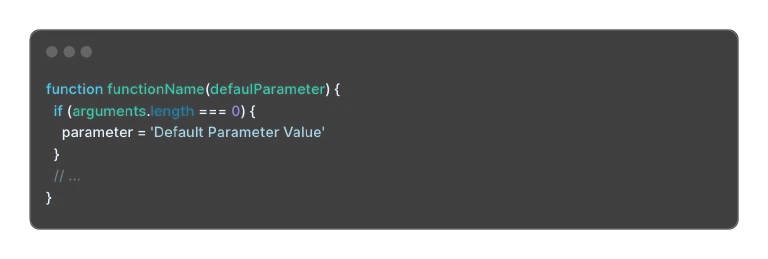 function functionName(defaulParameter) {
  if (arguments.length === 0) {
    parameter = 'Default Parameter Value'
  }
  // ...
}